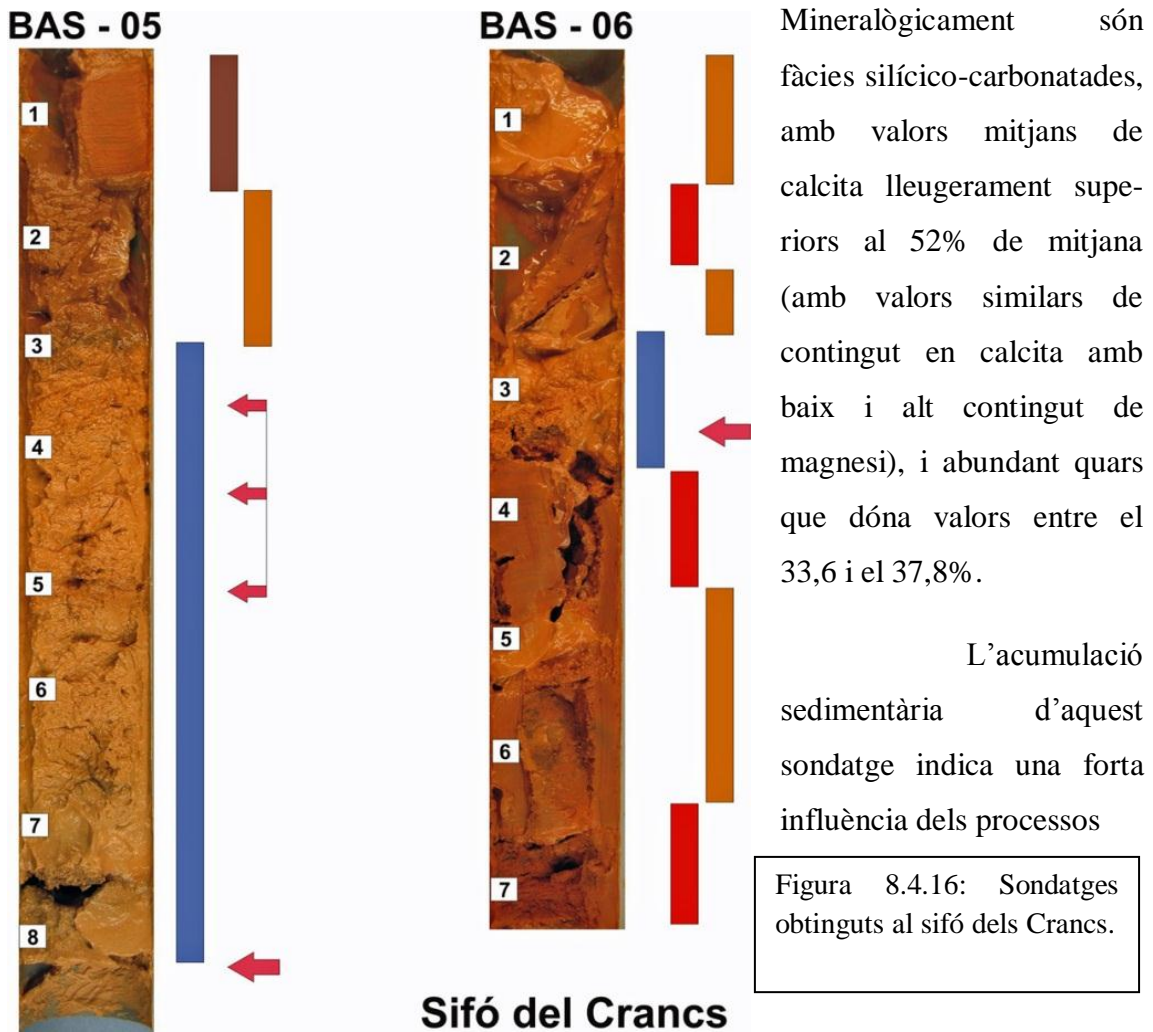 BAS - 05
1
2
3
4
5
6
7
8
BAS - 06
1
2
3
4
5
6
7
Sifó del Crancs
Mineralògicament són
fàcies silícico-carbonatades,
amb valors mitjans de
calcita lleugerament supe-
riors al 52% de mitjana
(amb valors similars de
contingut en calcita amb
baix i alt contingut de
magnesi), i abundant quars
que dóna valors entre el
33,6 i el 37,8%.
L’acumulació
sedimentària d’aquest
sondatge indica una forta
influència dels processos
Figura 8.4.16: Sondatges
obtinguts al sifó dels Crancs.